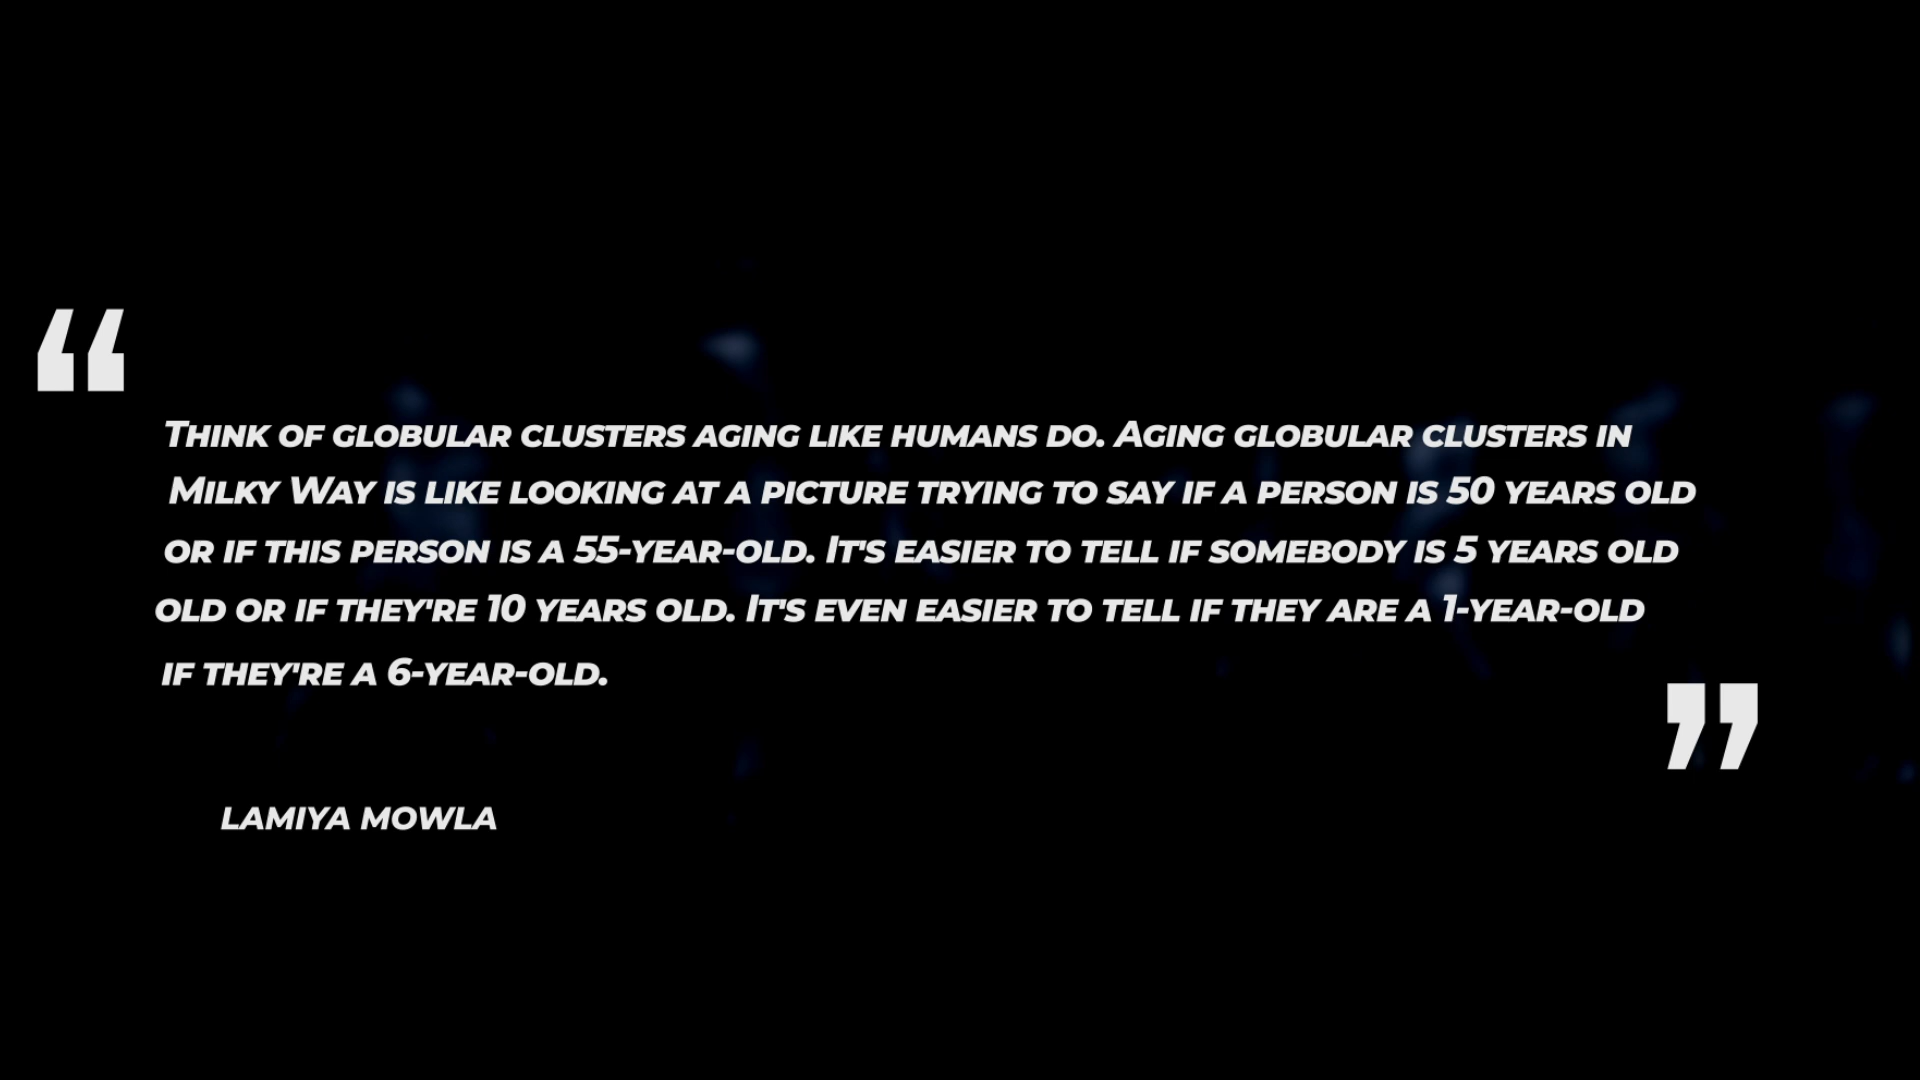 “
Think of globular clusters aging like humans do. Aging globular clusters in
Milky Way is like looking at a picture trying to say if a person is 50 years old
or if this person is a 55-year-old. It's easier to tell if somebody is 5 years old
old or if they're 10 years old. It's even easier to tell if they are a 1-year-old
if they're a 6-year-old.
”
LAMIYA MOWLA